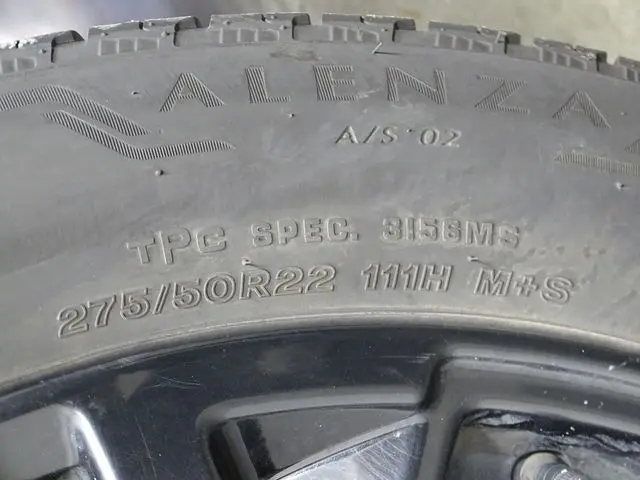 ALENZA
A/S 02
TPC SPEC. 3156MS
275/50R22 111H M+S